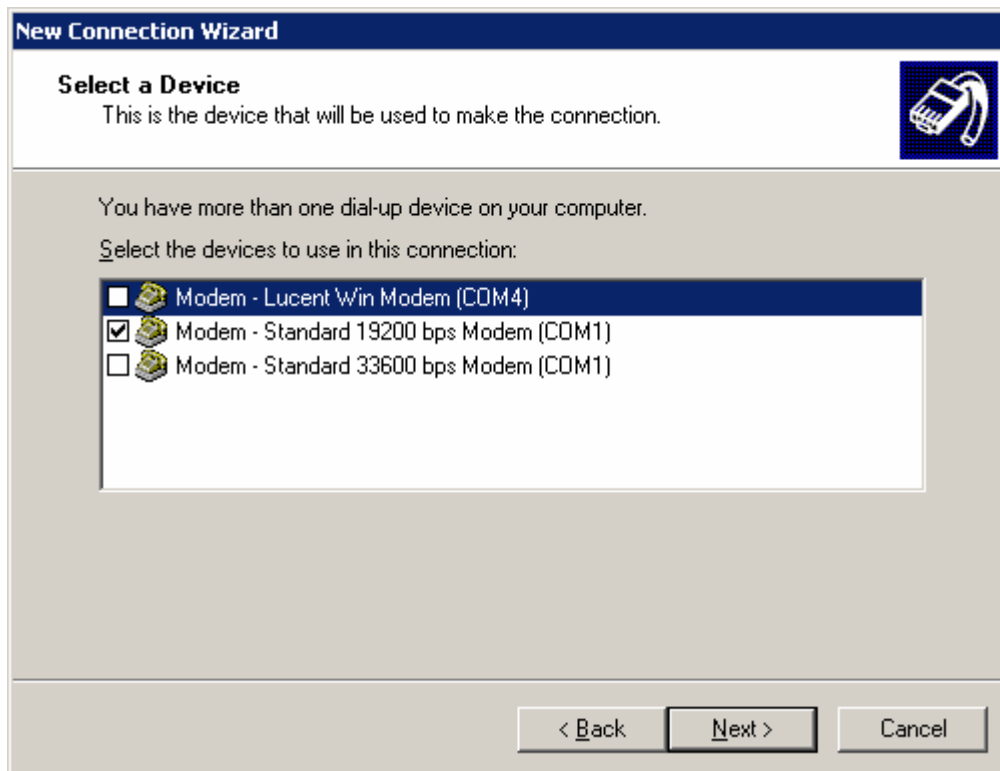 New Connection Wizard
Select a Device
This is the device that will be used to make the connection.
You have more than one dial-up device on your computer.
Select the devices to use in this connection:
Modem - Lucent Win Modem (COM4)
Modem - Standard 19200 bps Modem (COM1)
Modem - Standard 33600 bps Modem (COM1)
< Back Next > Cancel